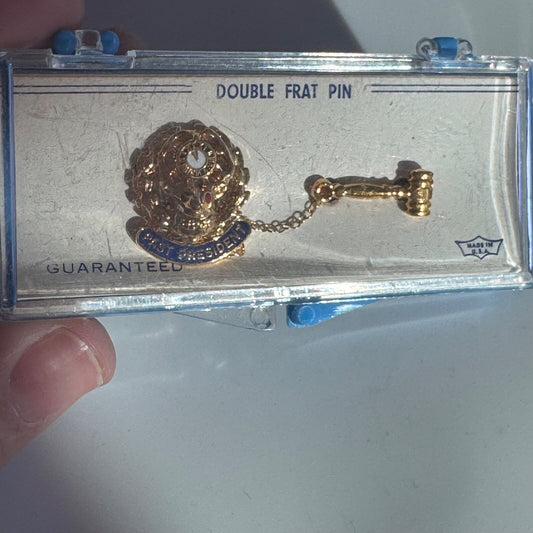 DOUBLE FRAT PIN
PAST PRESIDENT
GUARANTEED
MADE IN
U.S.A.